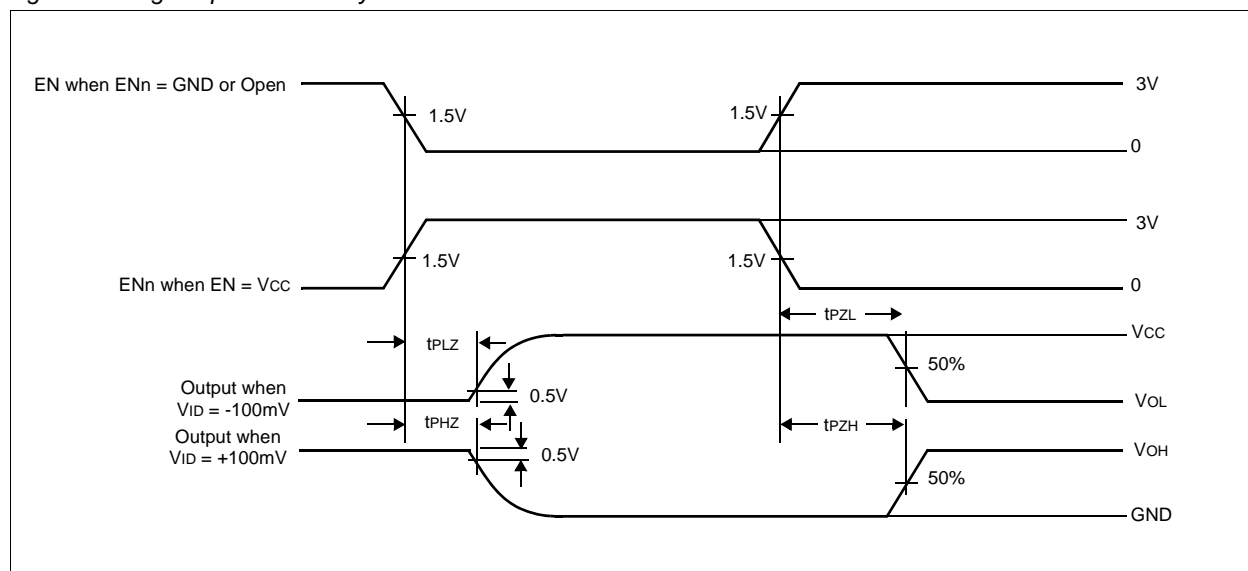 EN when ENn = GND or Open
3V
1.5V
1.5V
0
3V
1.5V
1.5V
ENn when EN = VCC
0
tPZL
VCC
tPLZ
50%
Output when
VID = -100mV
0.5V
VOL
tPHZ
tPZH
Output when
VID = +100mV
0.5V
VOH
50%
GND